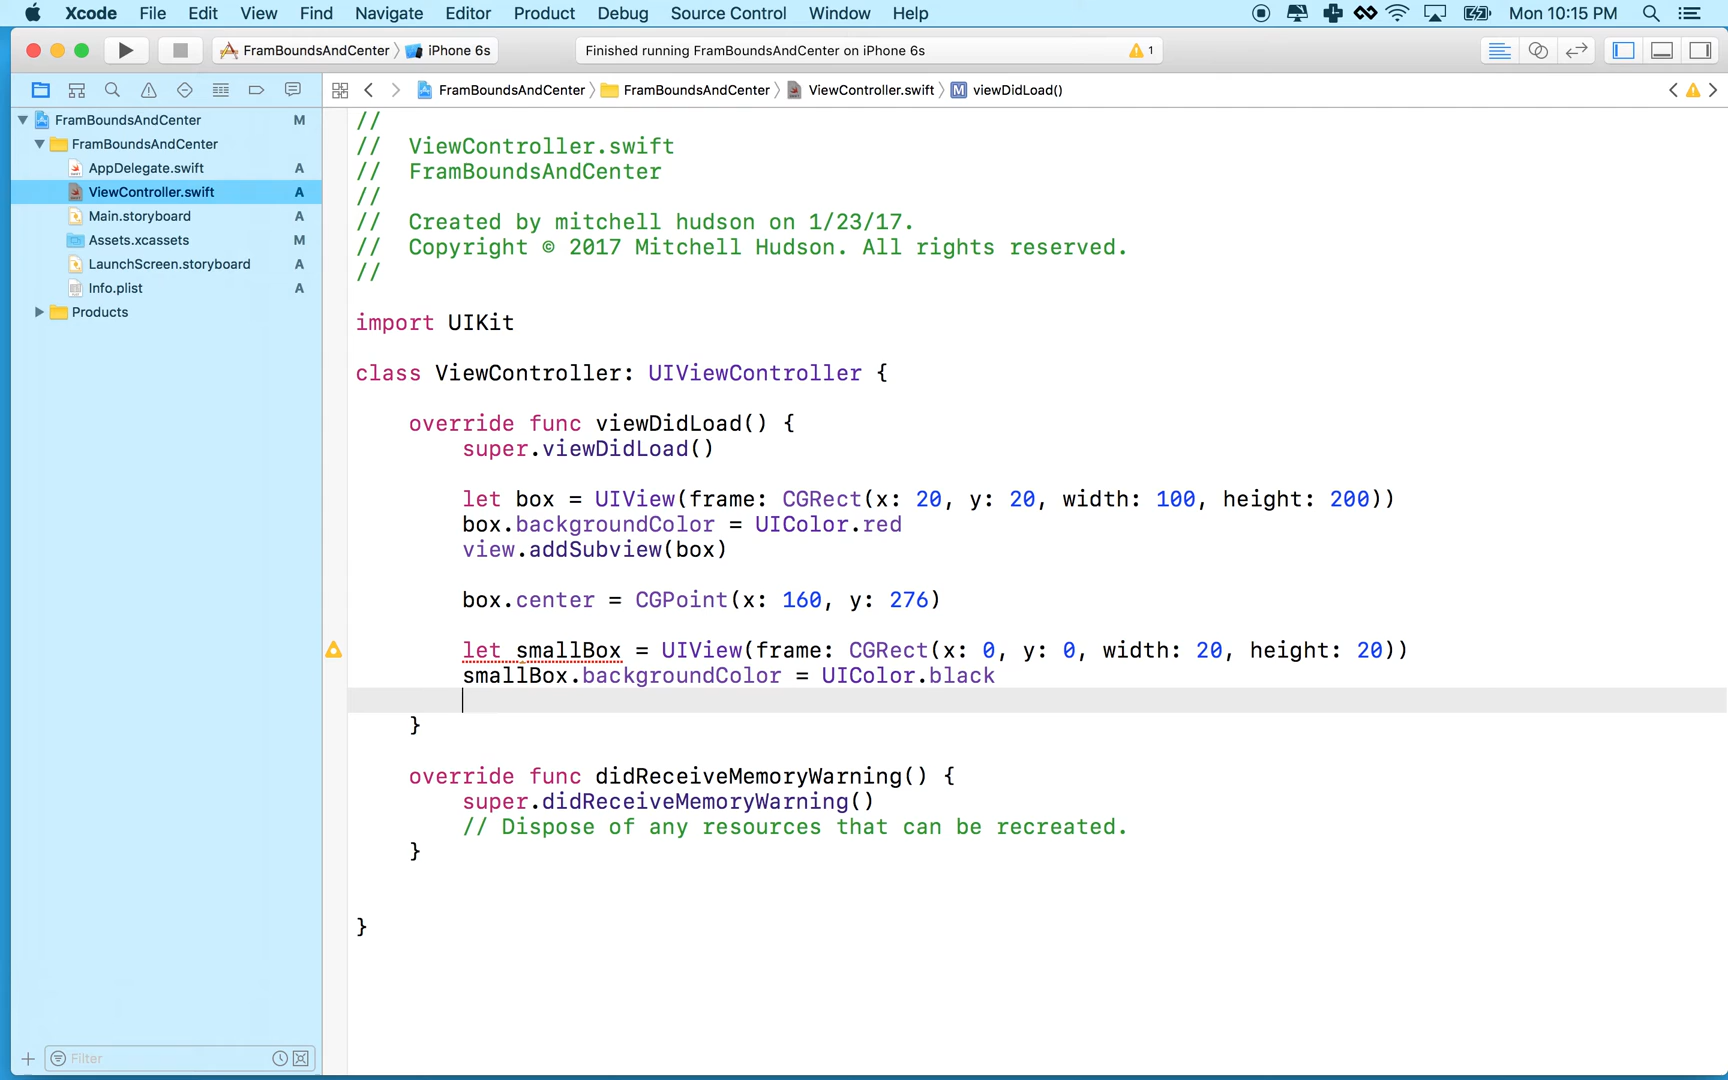 Xcode File Edit View Find Navigate Editor Product Debug Source Control Window Help Mon 10:15 PM
FramBoundsAndCenter iPhone 6s Finished running FramBoundsAndCenter on iPhone 6s 1
FramBoundsAndCenter FramBoundsAndCenter ViewController.swift M viewDidLoad()
FramBoundsAndCenter M
FramBoundsAndCenter
AppDelegate.swift A
ViewController.swift A
Main.storyboard A
Assets.xcassets M
LaunchScreen.storyboard A
Info.plist A
Products
Filter
//
// ViewController.swift
// FramBoundsAndCenter
//
// Created by mitchell hudson on 1/23/17.
// Copyright © 2017 Mitchell Hudson. All rights reserved.
//
import UIKit
class ViewController: UIViewController {
override func viewDidLoad() {
super.viewDidLoad()
let box = UIView(frame: CGRect(x: 20, y: 20, width: 100, height: 200))
box.backgroundColor = UIColor.red
view.addSubview(box)
box.center = CGPoint(x: 160, y: 276)
let smallBox = UIView(frame: CGRect(x: 0, y: 0, width: 20, height: 20))
smallBox.backgroundColor = UIColor.black
}
override func didReceiveMemoryWarning() {
super.didReceiveMemoryWarning()
// Dispose of any resources that can be recreated.
}
}